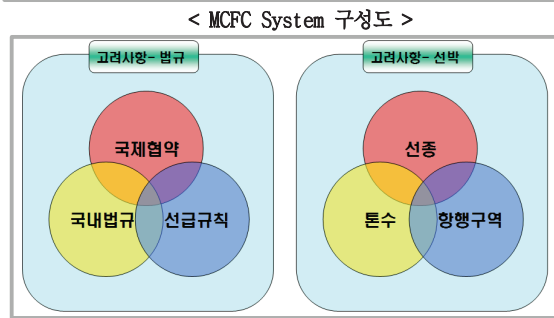 < MCFC System 구성도 >
고려사항- 법규
국제협약
국내법규
선급규칙
고려사항- 선박
선종
톤수
항행구역